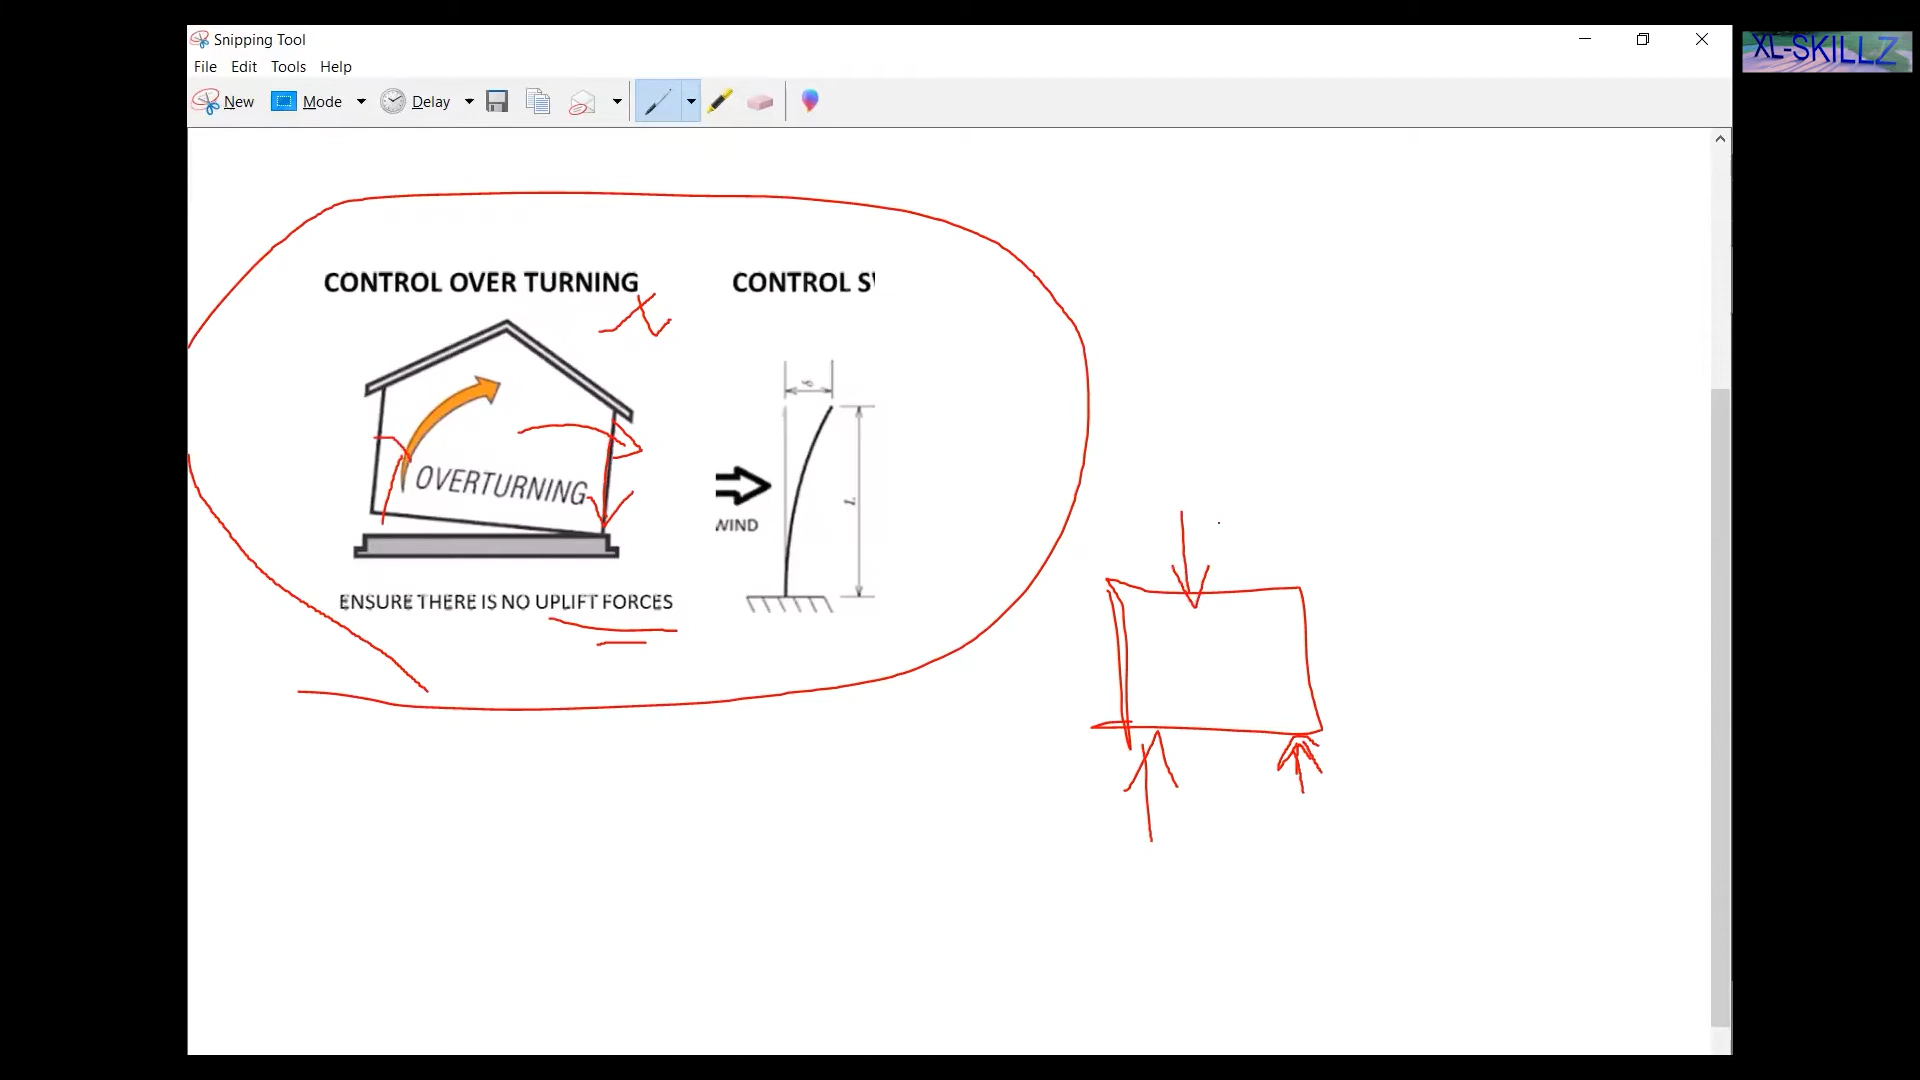 Snipping Tool
XL-SKILLZ
File Edit Tools Help
New Mode Delay
CONTROL OVER TURNING
CONTROL S
OVERTURNING
WIND
δ
L
ENSURE THERE IS NO UPLIFT FORCES